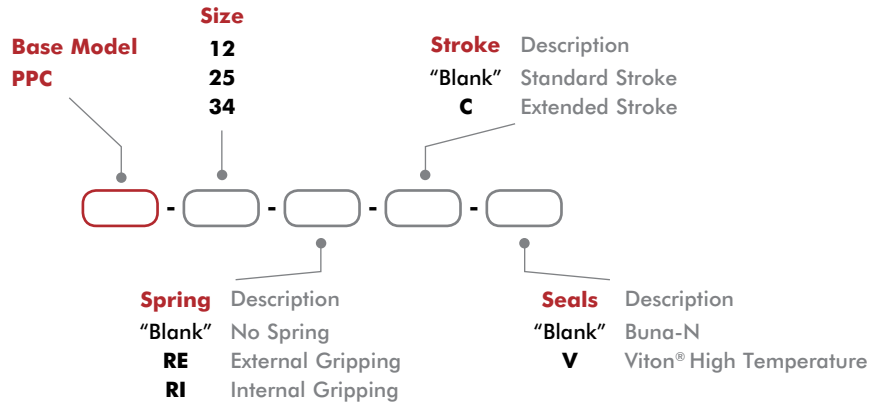 Size
Base Model
PPC
12
25
34
Stroke Description
“Blank” Standard Stroke
C Extended Stroke
- - - -
Spring Description
“Blank” No Spring
RE External Gripping
RI Internal Gripping
Seals Description
“Blank” Buna-N
V Viton® High Temperature